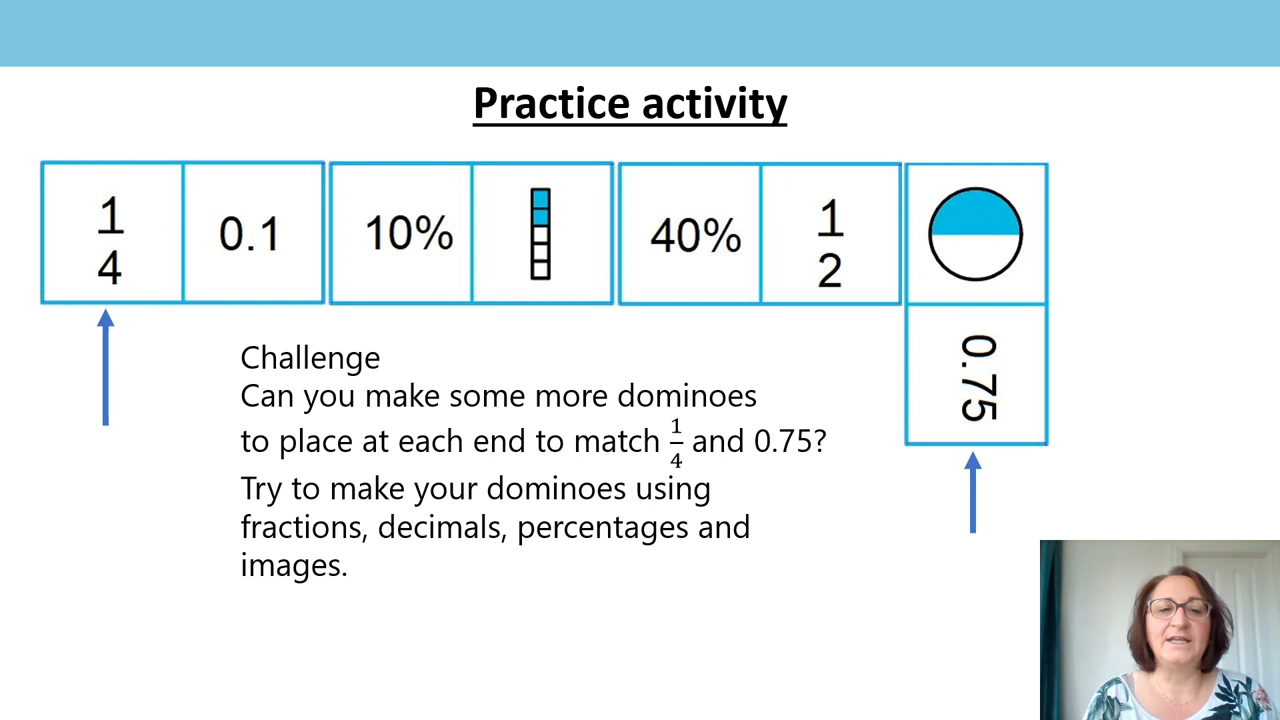 Practice activity
1/4 0.1 10% 40% 1/2
0.75
Challenge
Can you make some more dominoes
to place at each end to match 1/4 and 0.75?
Try to make your dominoes using
fractions, decimals, percentages and
images.